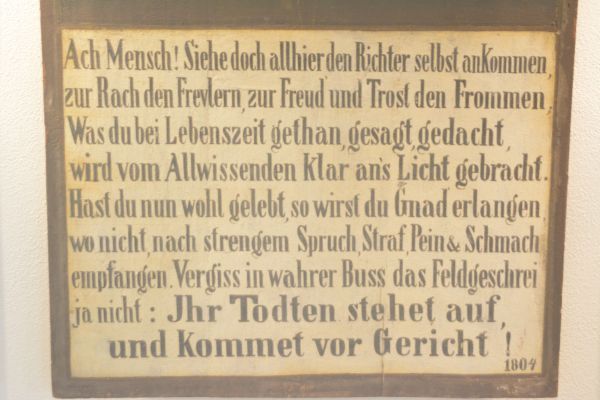 Ach Mensch! Siehe doch allhier den Richter selbst anKommen,
zur Rach den Frevlern, zur Freud und Trost den Frommen,
Was du bei Lebenszeit gethan, gesagt, gedacht,
wird vom Allwissenden Klar an's Licht gebracht.
Hast du nun wohl gelebt, so wirst du Gnad erlangen,
wo nicht, nach strengem Spruch, Straf, Pein & Schmach
empfangen. Vergiss in wahrer Buss das Feldgeschrei
ja nicht: Jhr Todten stehet auf,
und Kommet vor Gericht!
1804